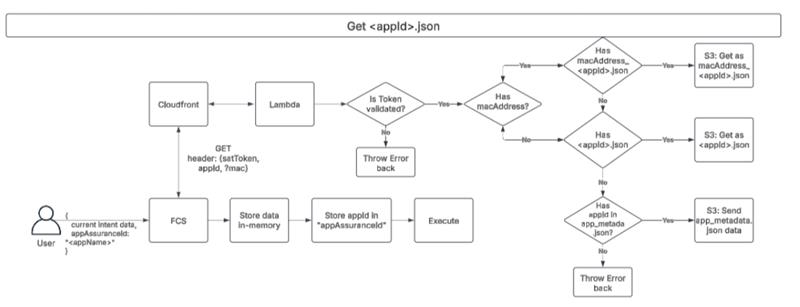 Get <appId>.json
Has
macAddress_
<appId>.json
Yes
Yes
S3: Get as
macAddress_
<appId>.json
No
Cloudfront
Lambda
Is Token
validated?
Yes
Has
macAddress?
No
No
Throw Error
back
Has
<appId>.json
Yes
S3: Get as
<appId>.json
No
GET
header: (satToken,
appId, ?mac)
User
{
current intent data,
appAssuranceId:
"<appName>"
}
FCS
Store data
in-memory
Store appId in
"appAssuranceId"
Execute
Has
appId in
app_metada
.json?
Yes
S3: Send
app_metadata.
json data
No
Throw Error
back